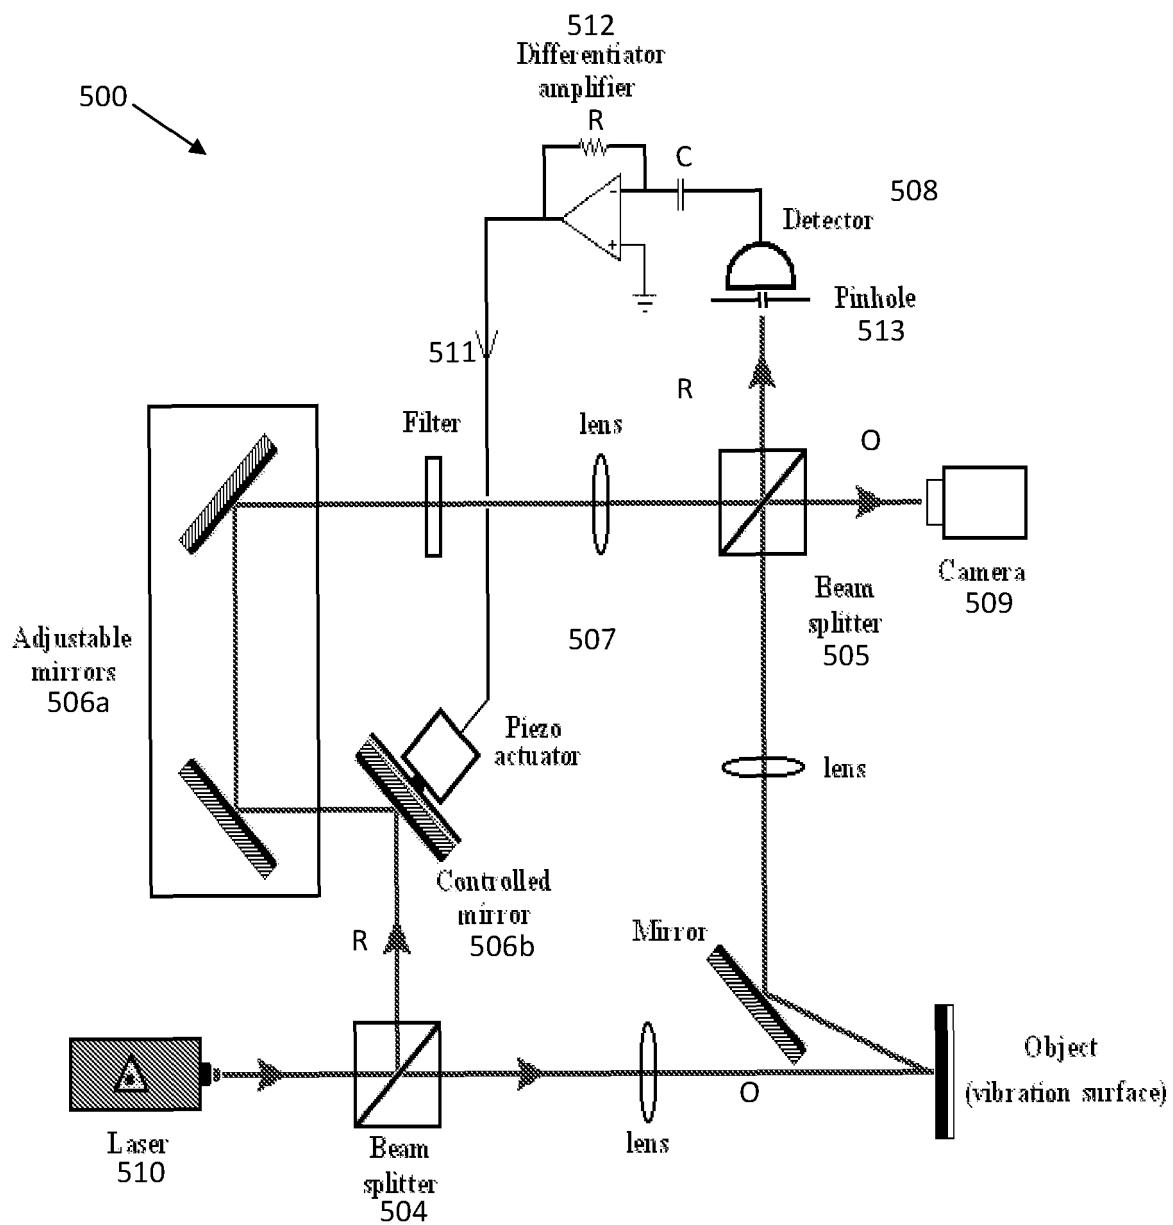 512
Differentiator
amplifier
500
R
C
508
Detector
-
+
Pinhole
513
511
R
Filter
lens
O
Camera
509
Beam
splitter
505
507
Adjustable
mirrors
506a
Piezo
actuator
lens
Controlled
mirror
506b
R
Mirror
Object
(vibration surface)
O
Laser
510
Beam
splitter
504
lens